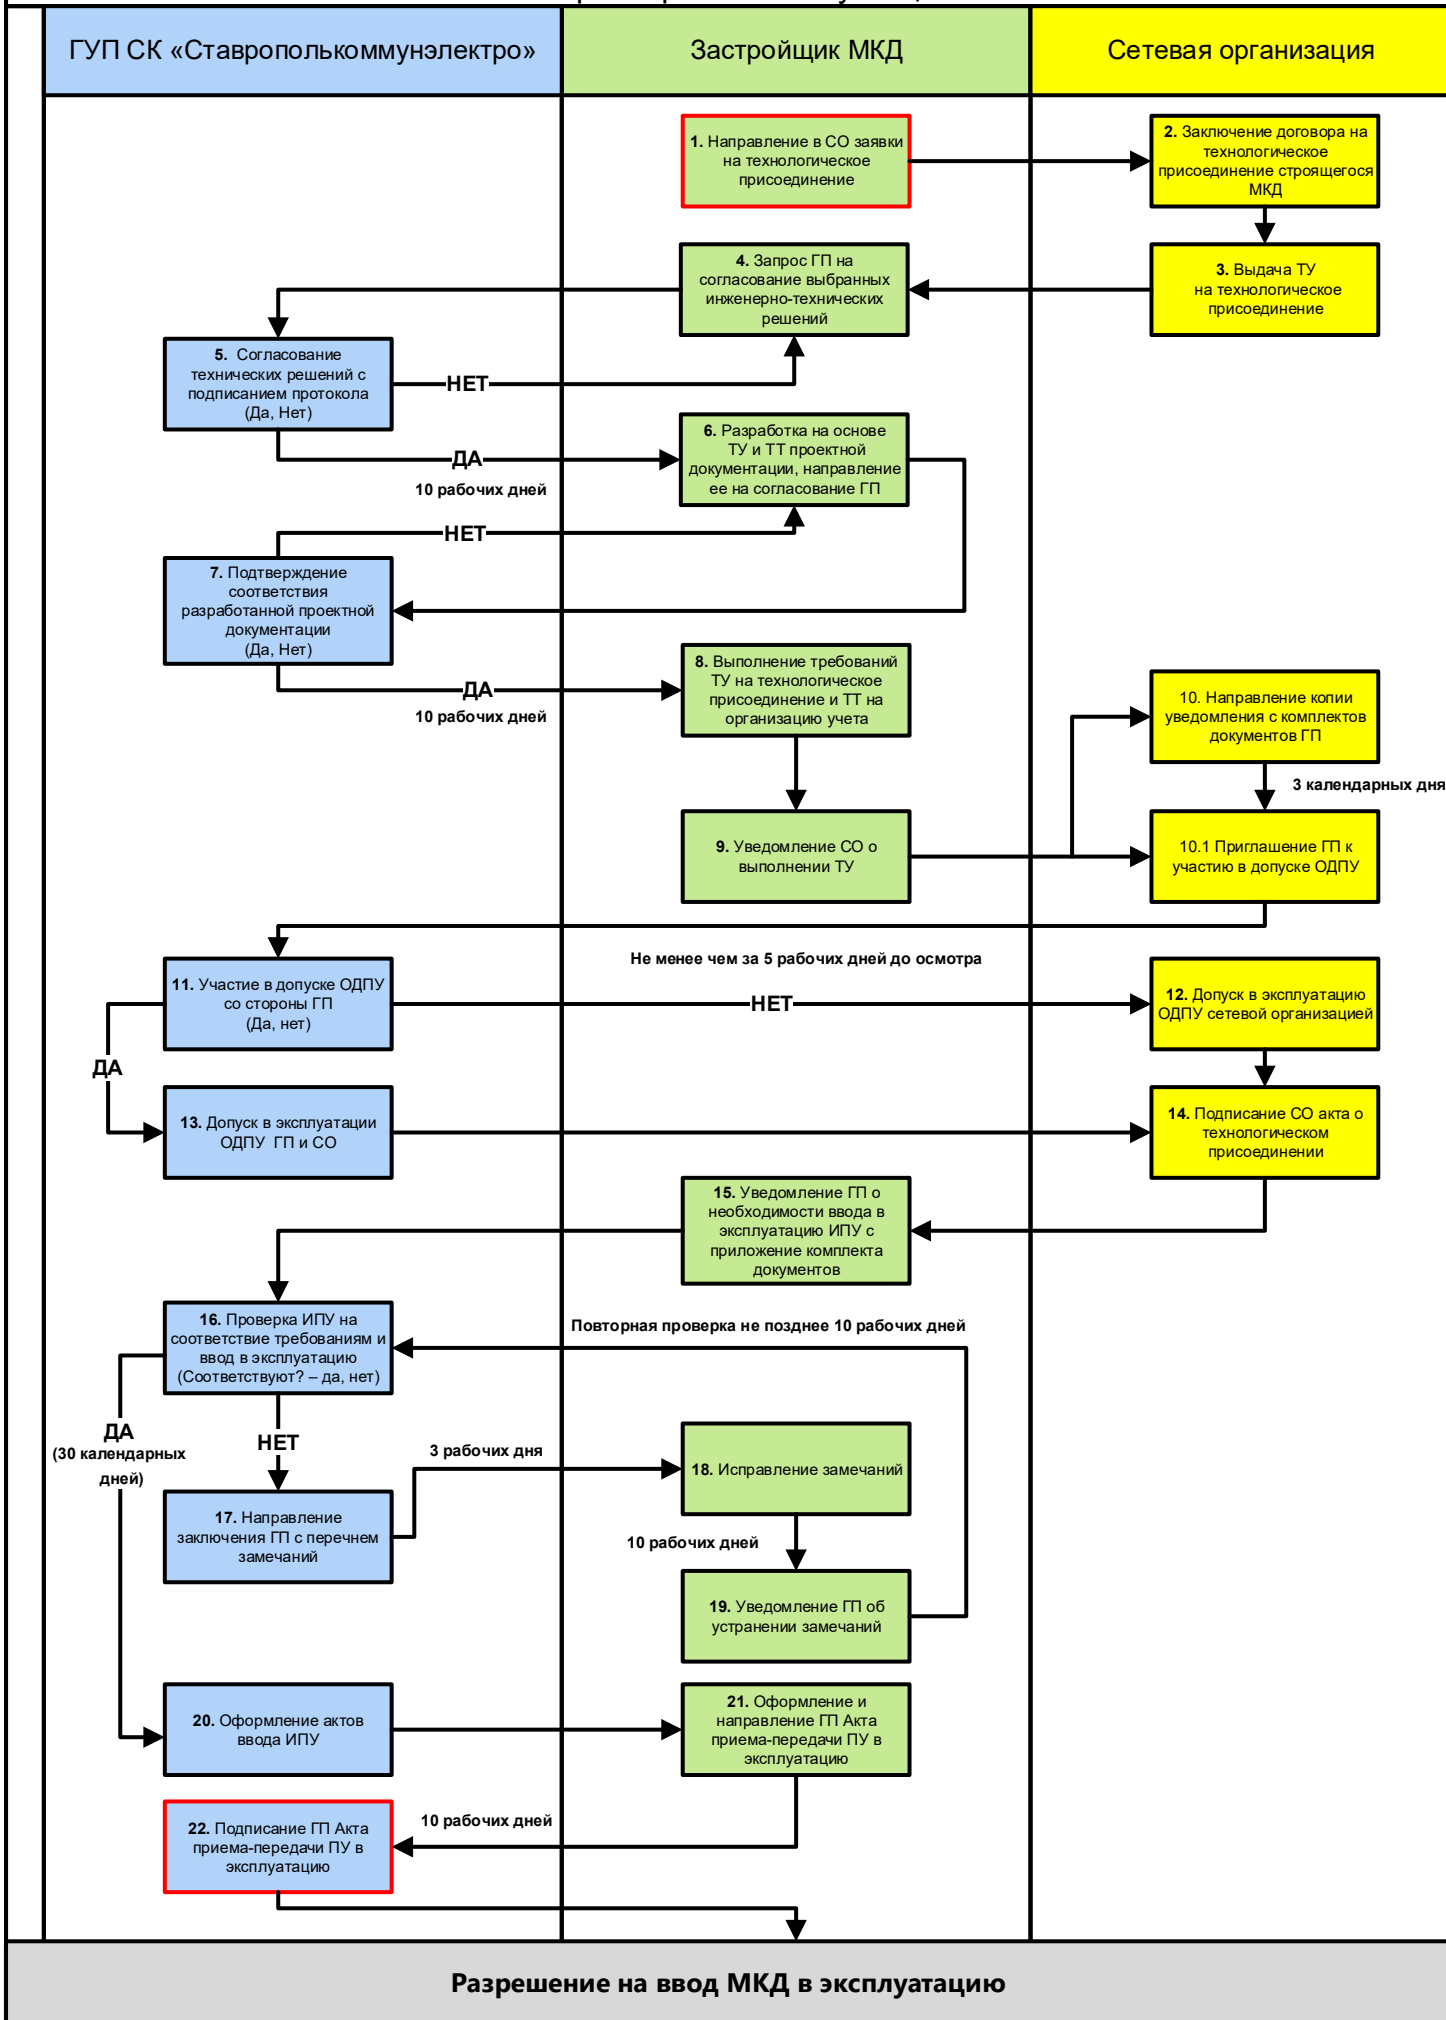 ГУП СК «Ставрополькоммунэлектро»
Застройщик МКД
Сетевая организация
1. Направление в СО заявки
на технологическое
присоединение
2. Заключение договора на
технологическое
присоединение строящегося
МКД
3. Выдача ТУ
на технологическое
присоединение
4. Запрос ГП на
согласование выбранных
инженерно-технических
решений
5. Согласование
технических решений с
подписанием протокола
(Да, Нет)
НЕТ
ДА
10 рабочих дней
6. Разработка на основе
ТУ и ТТ проектной
документации, направление
ее на согласование ГП
НЕТ
7. Подтверждение
соответствия
разработанной проектной
документации
(Да, Нет)
ДА
10 рабочих дней
8. Выполнение требований
ТУ на технологическое
присоединение и ТТ на
организацию учета
9. Уведомление СО о
выполнении ТУ
10. Направление копии
уведомления с комплектов
документов ГП
3 календарных дня
10.1 Приглашение ГП к
участию в допуске ОДПУ
Не менее чем за 5 рабочих дней до осмотра
11. Участие в допуске ОДПУ
со стороны ГП
(Да, нет)
НЕТ
12. Допуск в эксплуатацию
ОДПУ сетевой организацией
ДА
13. Допуск в эксплуатации
ОДПУ ГП и СО
14. Подписание СО акта о
технологическом
присоединении
15. Уведомление ГП о
необходимости ввода в
эксплуатацию ИПУ с
приложение комплекта
документов
16. Проверка ИПУ на
соответствие требованиям и
ввод в эксплуатацию
(Соответствуют? – да, нет)
Повторная проверка не позднее 10 рабочих дней
ДА
(30 календарных
дней)
НЕТ
17. Направление
заключения ГП с перечнем
замечаний
3 рабочих дня
18. Исправление замечаний
10 рабочих дней
19. Уведомление ГП об
устранении замечаний
20. Оформление актов
ввода ИПУ
21. Оформление и
направление ГП Акта
приема-передачи ПУ в
эксплуатацию
10 рабочих дней
22. Подписание ГП Акта
приема-передачи ПУ в
эксплуатацию
Разрешение на ввод МКД в эксплуатацию